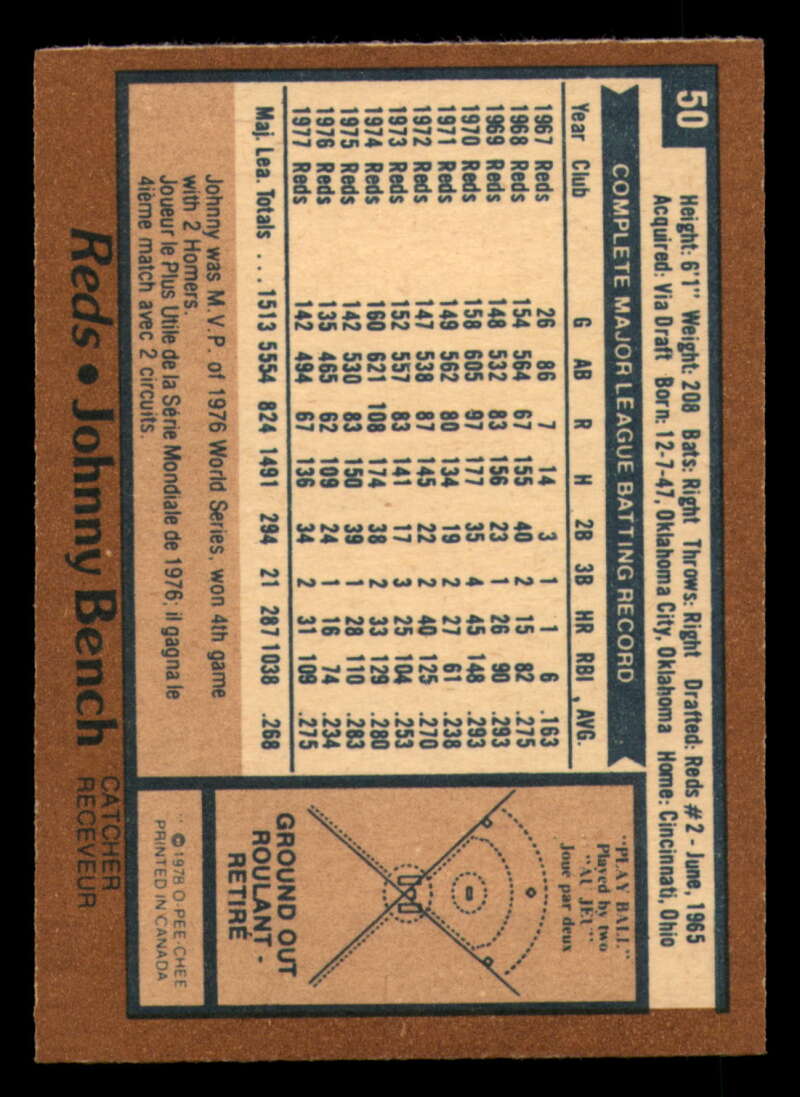 50
Height: 6'1" Weight: 208 Bats: Right Throws: Right Drafted: Reds #2 - June, 1965
Acquired: Via Draft Born: 12-7-47, Oklahoma City, Oklahoma Home: Cincinnati, Ohio
COMPLETE MAJOR LEAGUE BATTING RECORD
Year Club G AB R H 2B 3B HR RBI AVG.
1967 Reds 26 86 7 14 3 1 1 6 .163
1968 Reds 154 564 67 155 40 2 15 82 .275
1969 Reds 148 532 83 156 23 1 26 90 .293
1970 Reds 158 605 97 177 35 4 45 148 .293
1971 Reds 149 562 80 134 19 2 27 61 .238
1972 Reds 147 538 87 145 22 2 40 125 .270
1973 Reds 152 557 83 141 17 3 25 104 .253
1974 Reds 160 621 108 174 38 2 33 129 .280
1975 Reds 142 530 83 150 39 1 28 110 .283
1976 Reds 135 465 62 109 24 1 16 74 .234
1977 Reds 142 494 67 136 34 2 31 109 .275
Maj. Lea. Totals ... 1513 5554 824 1491 294 21 287 1038 .268
Johnny was M.V.P. of 1976 World Series, won 4th game
with 2 Homers.
Joueur le Plus Utile de la Série Mondiale de 1976; il gagna le
4ième match avec 2 circuits.
"PLAY BALL"
Played by two
"AU JEU"
Joué par deux
GROUND OUT
ROULANT -
RETIRÉ
© 1978 O-PEE-CHEE
PRINTED IN CANADA
Reds • Johnny Bench
CATCHER
RECEVEUR